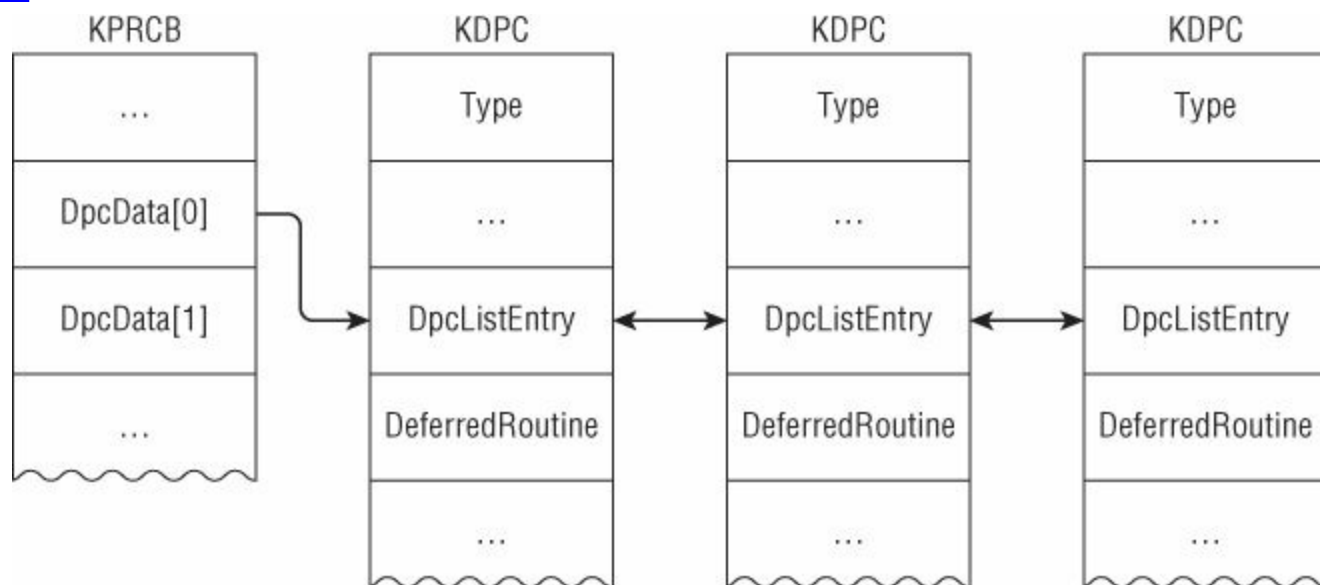 KPRCB
...
DpcData[0]
DpcData[1]
...
KDPC
Type
...
DpcListEntry
DeferredRoutine
...
KDPC
Type
...
DpcListEntry
DeferredRoutine
...
KDPC
Type
...
DpcListEntry
DeferredRoutine
...